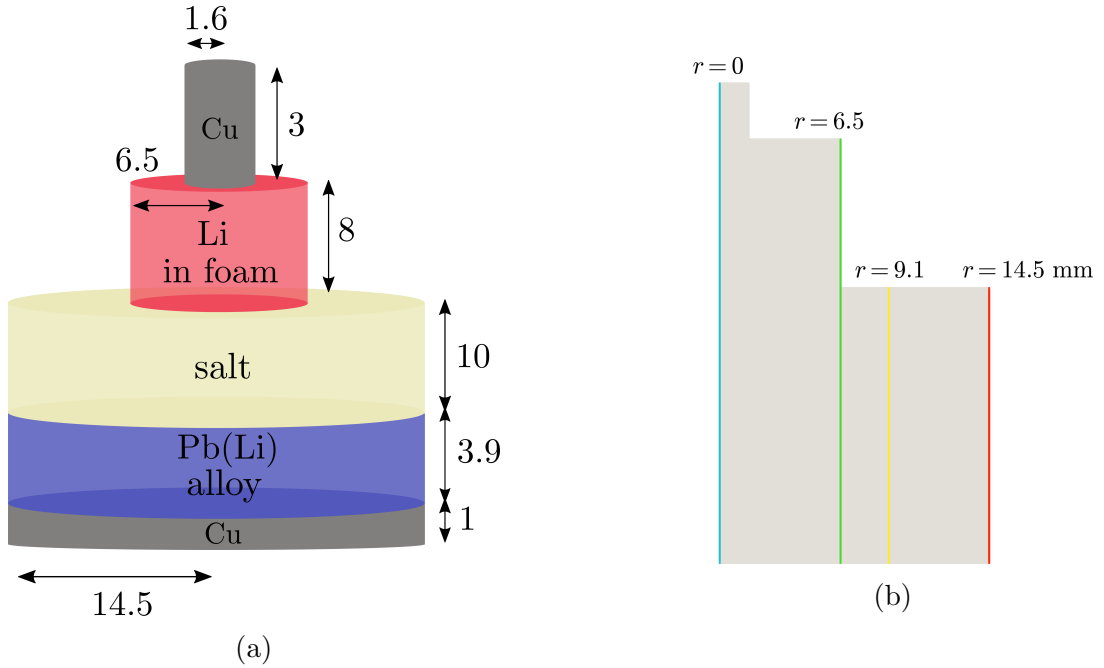 1.6
Cu
3
6.5
Li
in foam
8
salt
10
Pb(Li)
alloy
3.9
Cu
1
14.5
(a)
r = 0
r = 6.5
r = 9.1
r = 14.5 mm
(b)